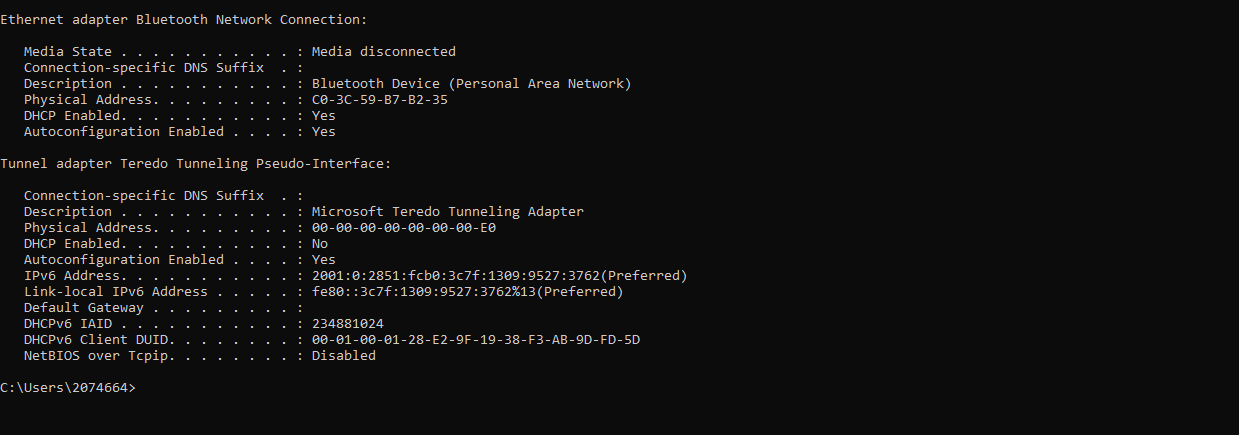 Ethernet adapter Bluetooth Network Connection:
Media State . . . . . . . . . . . : Media disconnected
Connection-specific DNS Suffix  . :
Description . . . . . . . . . . . : Bluetooth Device (Personal Area Network)
Physical Address. . . . . . . . . : C0-3C-59-B7-B2-35
DHCP Enabled. . . . . . . . . . . : Yes
Autoconfiguration Enabled . . . . : Yes
Tunnel adapter Teredo Tunneling Pseudo-Interface:
Connection-specific DNS Suffix  . :
Description . . . . . . . . . . . : Microsoft Teredo Tunneling Adapter
Physical Address. . . . . . . . . : 00-00-00-00-00-00-00-E0
DHCP Enabled. . . . . . . . . . . : No
Autoconfiguration Enabled . . . . : Yes
IPv6 Address. . . . . . . . . . . : 2001:0:2851:fcb0:3c7f:1309:9527:3762(Preferred)
Link-local IPv6 Address . . . . . : fe80::3c7f:1309:9527:3762%13(Preferred)
Default Gateway . . . . . . . . . :
DHCPv6 IAID . . . . . . . . . . . : 234881024
DHCPv6 Client DUID. . . . . . . . : 00-01-00-01-28-E2-9F-19-38-F3-AB-9D-FD-5D
NetBIOS over Tcpip. . . . . . . . : Disabled
C:\Users\2074664>